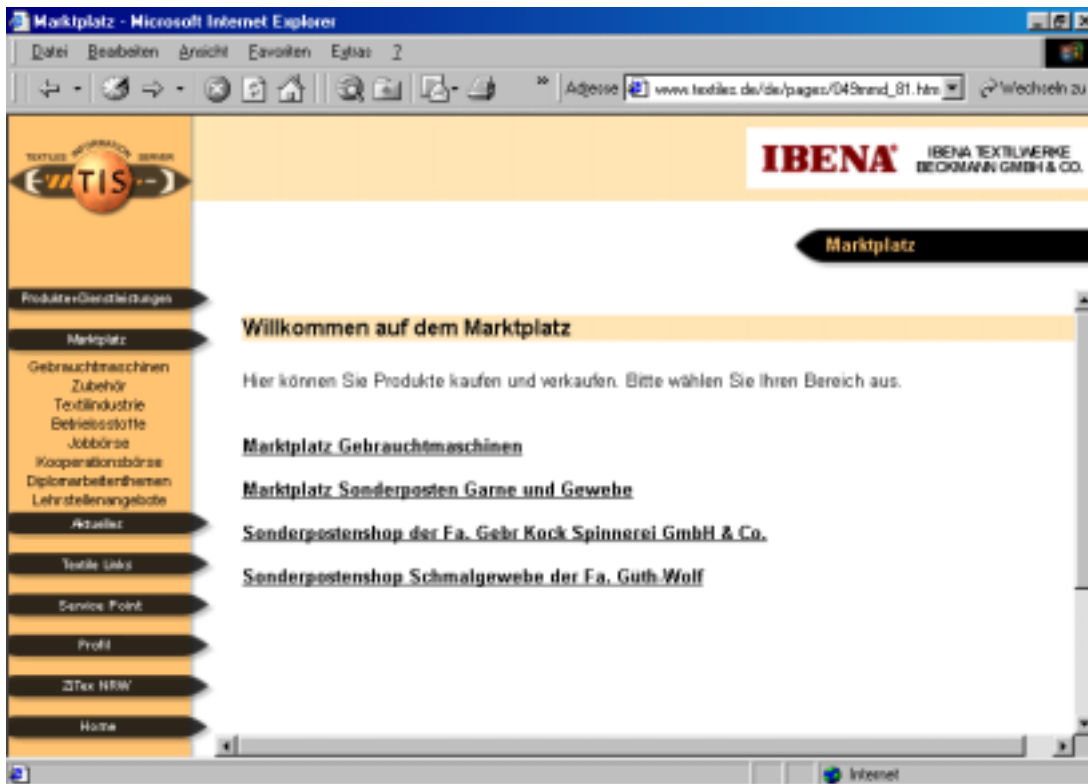 Marktplatz - Microsoft Internet Explorer
Datei Bearbeiten Ansicht Favoriten Extras ?
» Adresse www.textiles.de/de/pages/049mmd_81.htm Wechseln zu
TEXTILES INFORMATION SERVER
TIS
IBENA IBENA TEXTILWERKE
BECKMANN GMBH & CO.
Marktplatz
Produkte+Dienstleistungen
Marktplatz
Gebrauchtmaschinen
Zubehör
Textilindustrie
Betriebsstoffe
Jobbörse
Kooperationsbörse
Diplomarbeitenthemen
Lehrstellenangebote
Aktuelles
Textile Links
Service Point
Profil
ZiTex NRW
Home
Willkommen auf dem Marktplatz
Hier können Sie Produkte kaufen und verkaufen. Bitte wählen Sie Ihren Bereich aus.
Marktplatz Gebrauchtmaschinen
Marktplatz Sonderposten Garne und Gewebe
Sonderpostenshop der Fa. Gebr Kock Spinnerei GmbH & Co.
Sonderpostenshop Schmalgewebe der Fa. Güth-Wolf
Internet